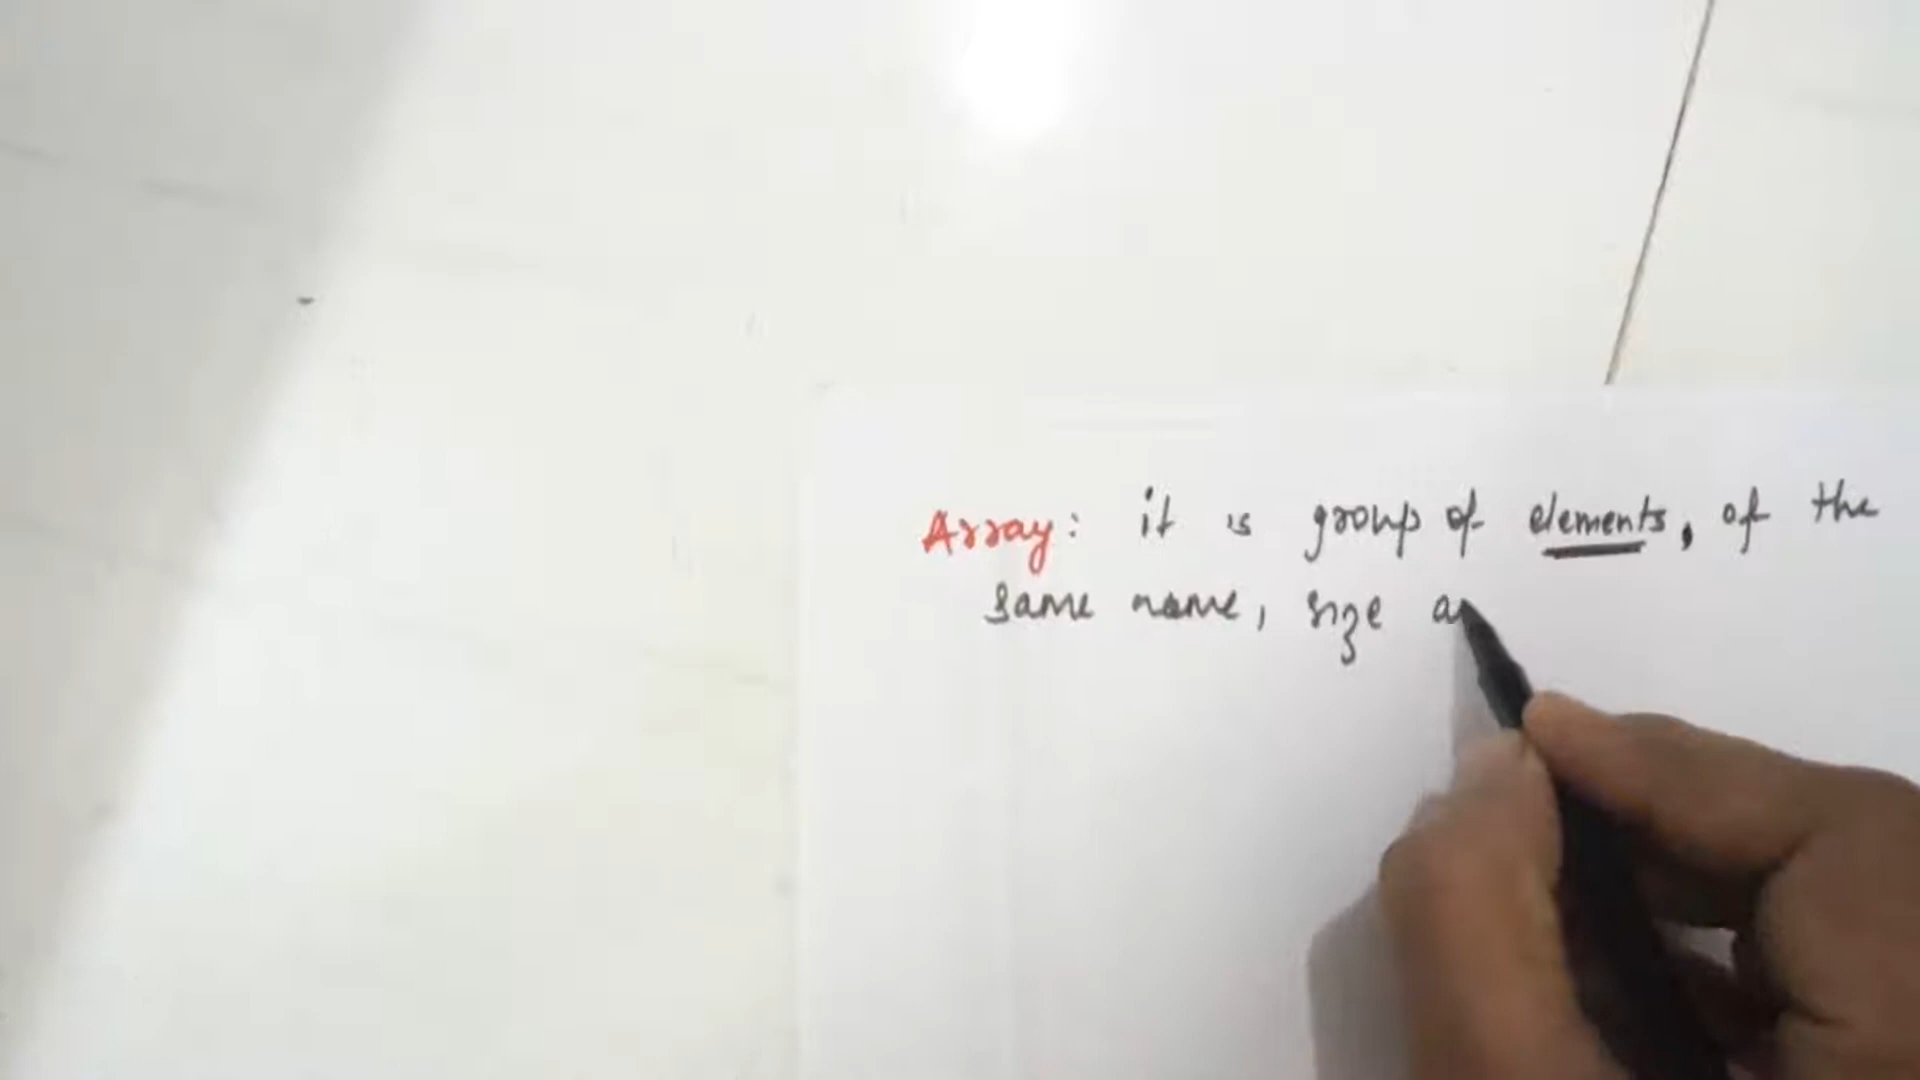 Array: it is group of elements, of the
same name, size a